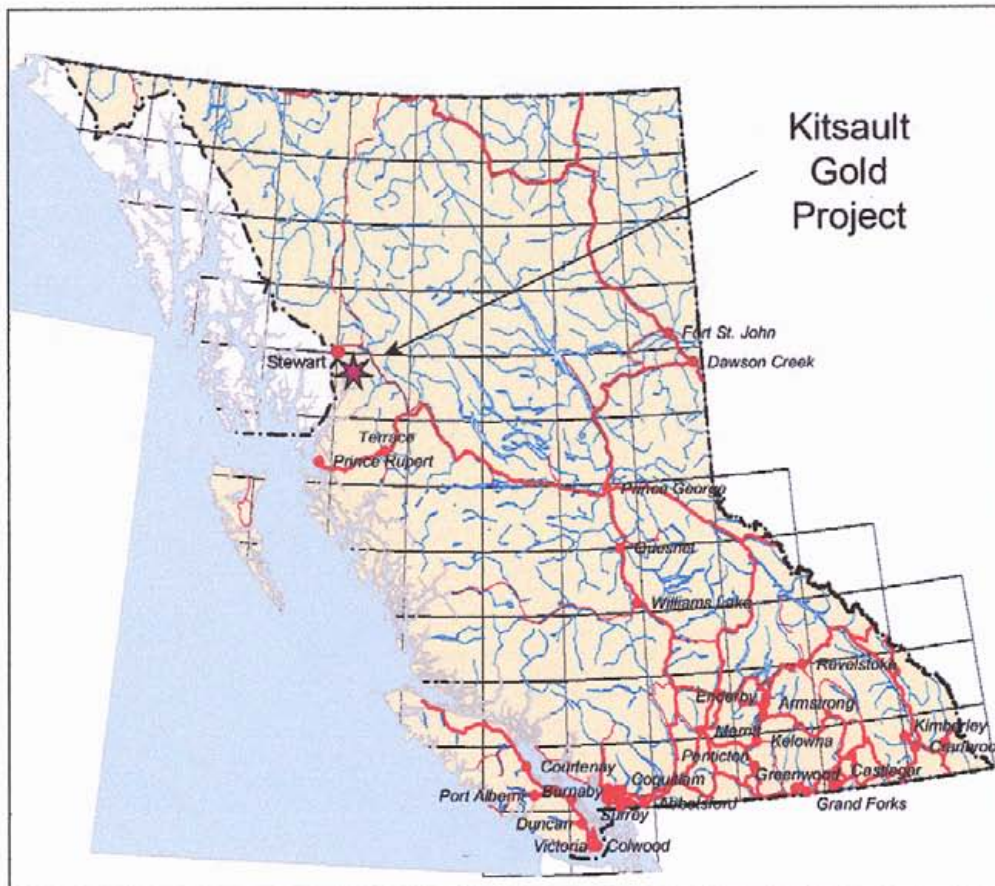 Kitsault
Gold
Project
Fort St. John
Dawson Creek
Stewart
Terrace
Prince Rupert
Prince George
Quesnel
Williams Lake
Revelstoke
Enderby
Armstrong
Kimberley
Merritt
Kelowna
Cranbroo
Penticton
Courtenay
Coquitlam
Greenwood
Castlegar
Port Alberni
Burnaby
Surrey
Abbotsford
Grand Forks
Duncan
Victoria
Colwood